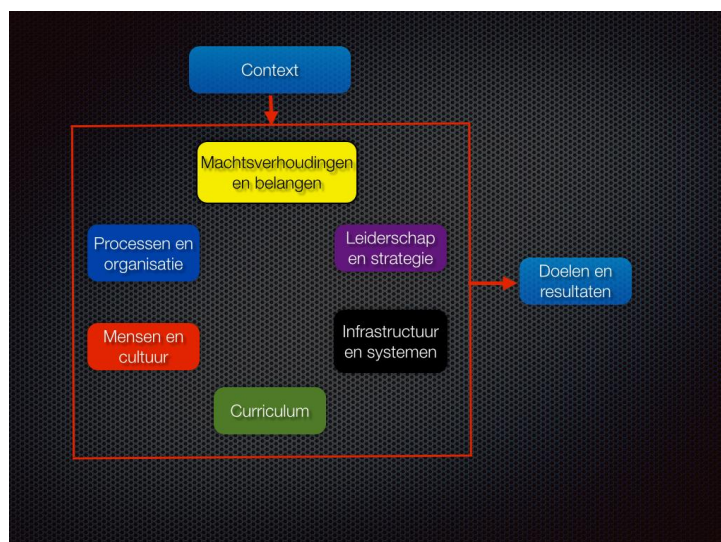 Context
Machtsverhoudingen
en belangen
Processen en
organisatie
Leiderschap
en strategie
Doelen en
resultaten
Mensen en
cultuur
Infrastructuur
en systemen
Curriculum